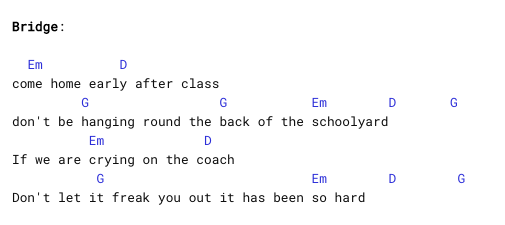 Bridge:
Em D
come home early after class
G G Em D G
don't be hanging round the back of the schoolyard
Em D
If we are crying on the coach
G Em D G
Don't let it freak you out it has been so hard